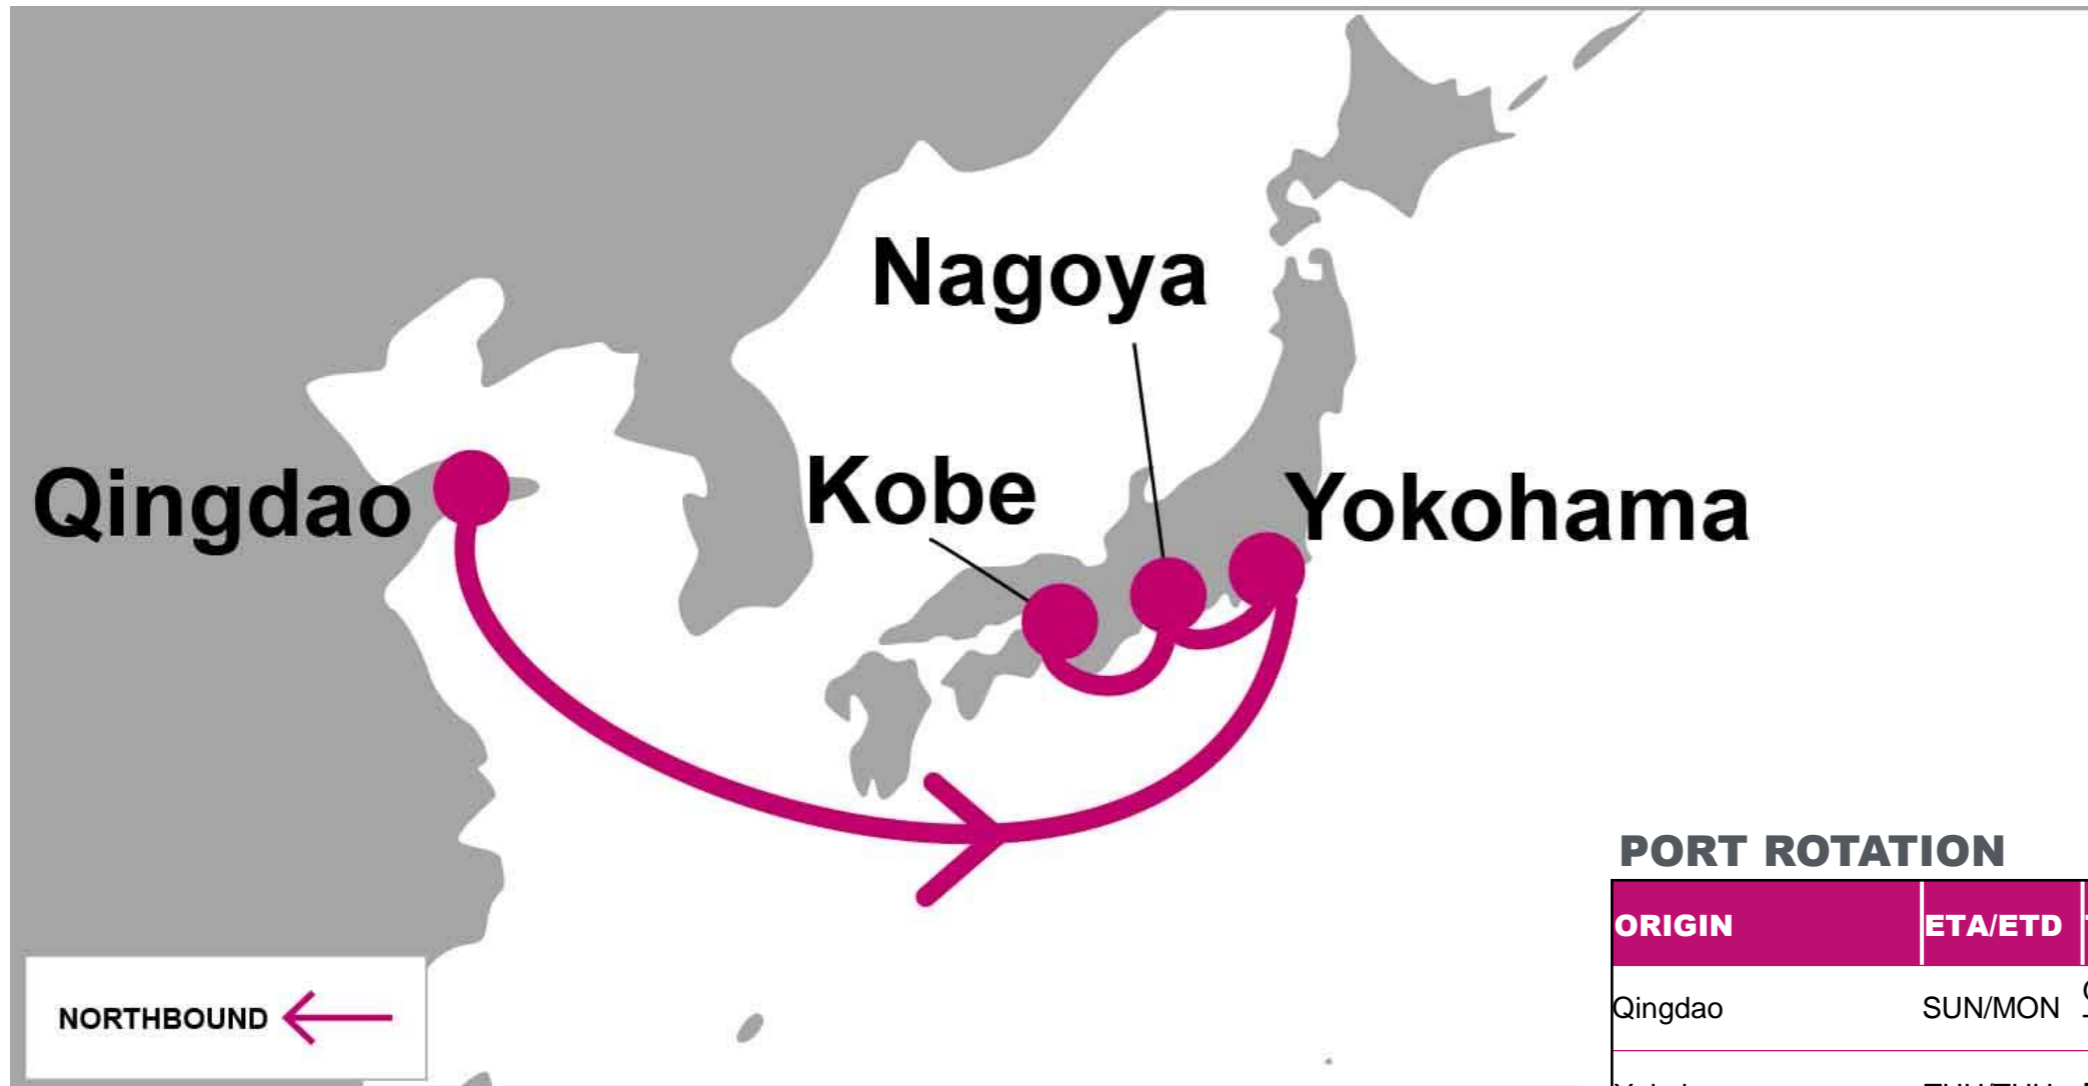 Nagoya
Kobe
Yokohama
Qingdao
NORTHBOUND
PORT ROTATION
ORIGIN ETA/ETD
Qingdao SUN/MON